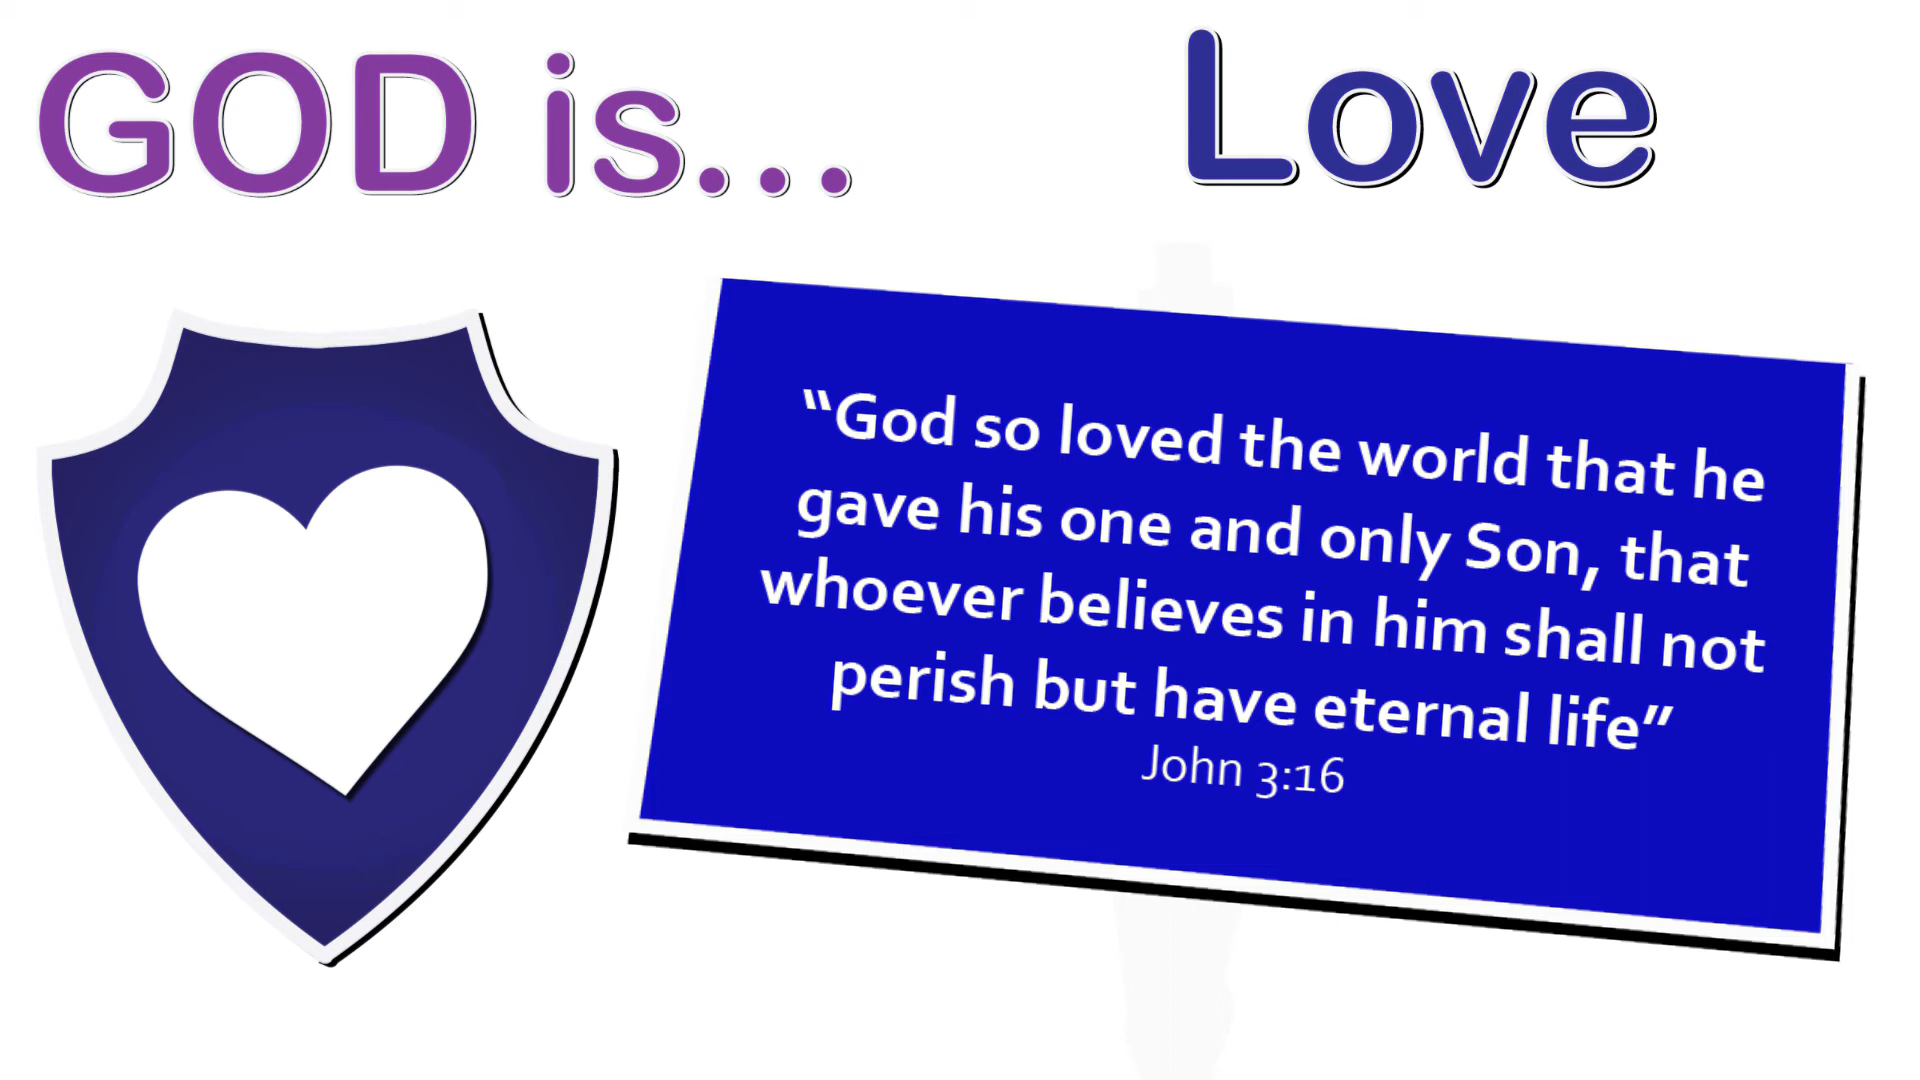 GOD is... Love
“God so loved the world that he
gave his one and only Son, that
whoever believes in him shall not
perish but have eternal life”
John 3:16